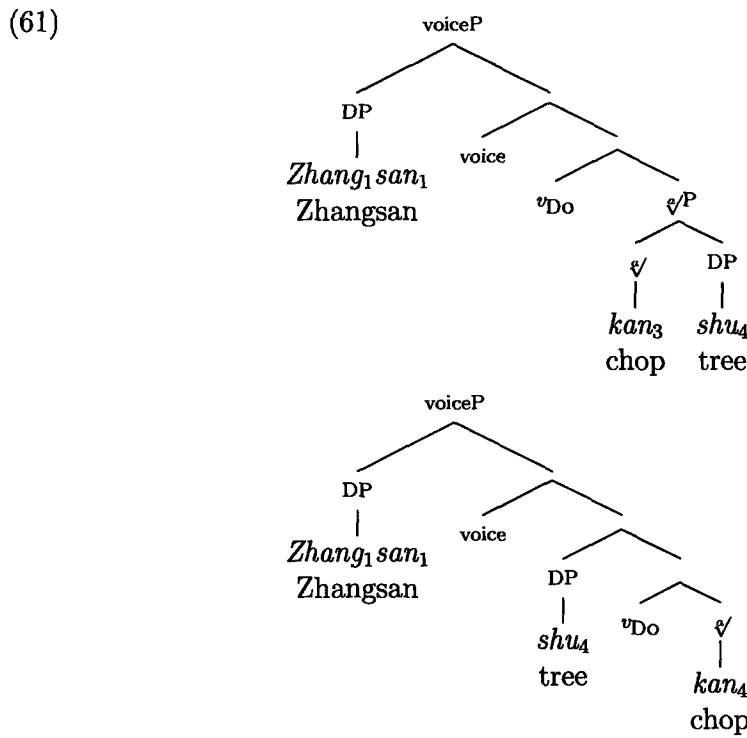 (61)
voiceP
DP
Zhang₁san₁
Zhangsan
voice
ᵛDo
ᵃ√P
ᵃ√ DP
kan₃ shu₄
chop tree
voiceP
DP
Zhang₁san₁
Zhangsan
voice
DP
shu₄
tree
ᵛDo
ᵃ√
kan₄
chop